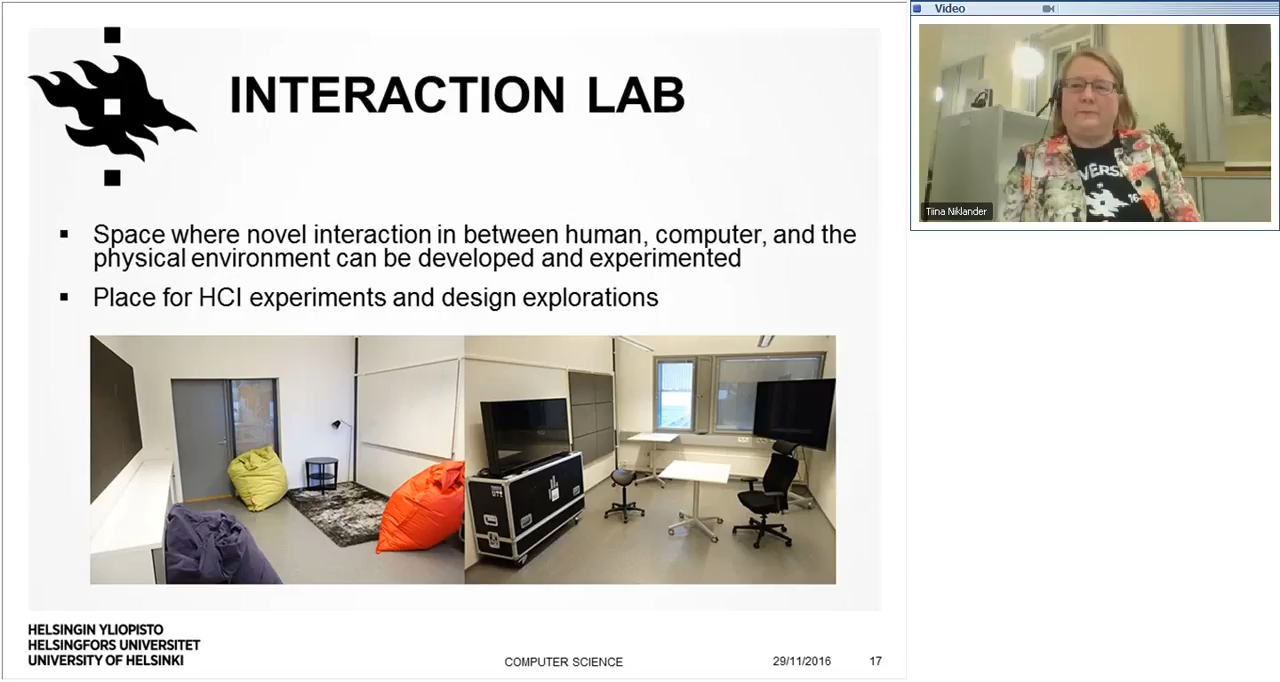 INTERACTION LAB
▪ Space where novel interaction in between human, computer, and the
physical environment can be developed and experimented
▪ Place for HCI experiments and design explorations
HELSINGIN YLIOPISTO
HELSINGFORS UNIVERSITET
UNIVERSITY OF HELSINKI
COMPUTER SCIENCE
29/11/2016
17
Video
VERS
16
Tiina Niklander